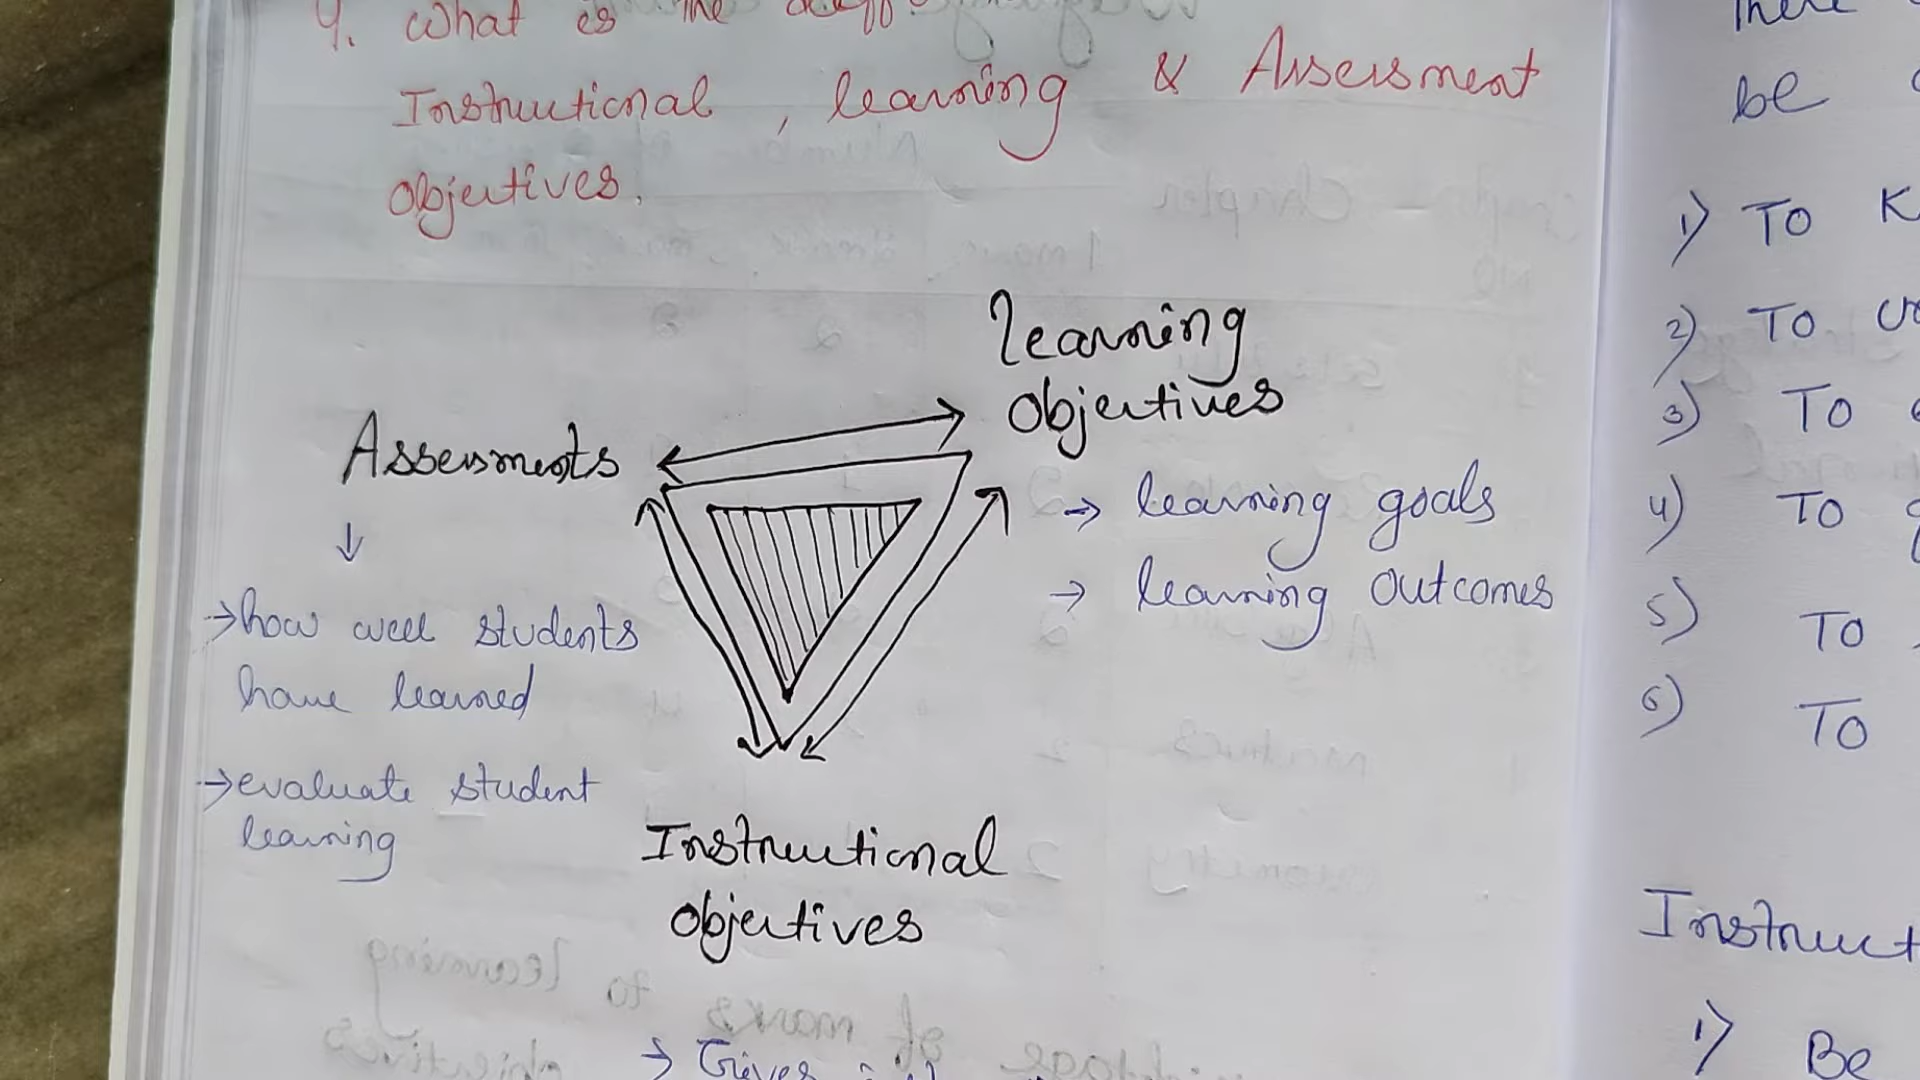 4. What is the diff
Instructional, learning & Assessment
Objectives.
learning
Objectives
Assessments
→ learning goals
→ learning outcomes
↓
→ how well students
have learned
→ evaluate student
learning
Instructional
objectives
→ Gives
There
be
1) To
2) To
3) To
4) To
5) To
6) To
Instruct
1) Be